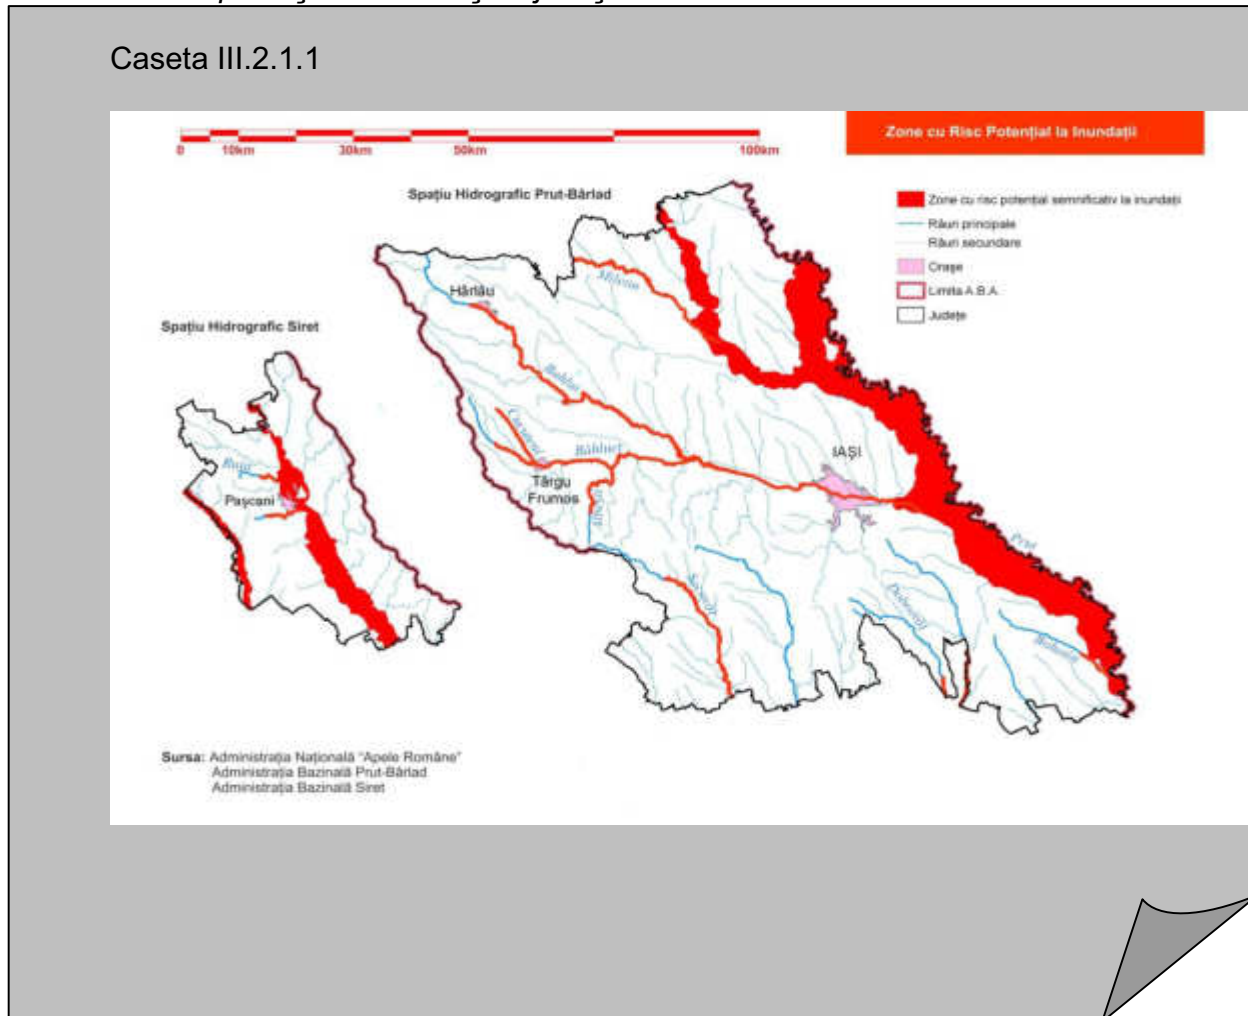 Caseta III.2.1.1
Zone cu Risc Potențial la Inundații
0 10km 30km 50km 100km
Spațiu Hidrografic Prut-Bârlad
Zone cu risc potențial semnificativ la inundații
Râuri principale
Râuri secundare
Orașe
Limita A.B.A.
Județe
Hârlău
Miletin
Spațiu Hidrografic Siret
Bahlui
Bahluet
IAȘI
Târgu
Frumos
Pașcani
Prut
Sursa: Administrația Națională "Apele Române"
Administrația Bazinală Prut-Bârlad
Administrația Bazinală Siret